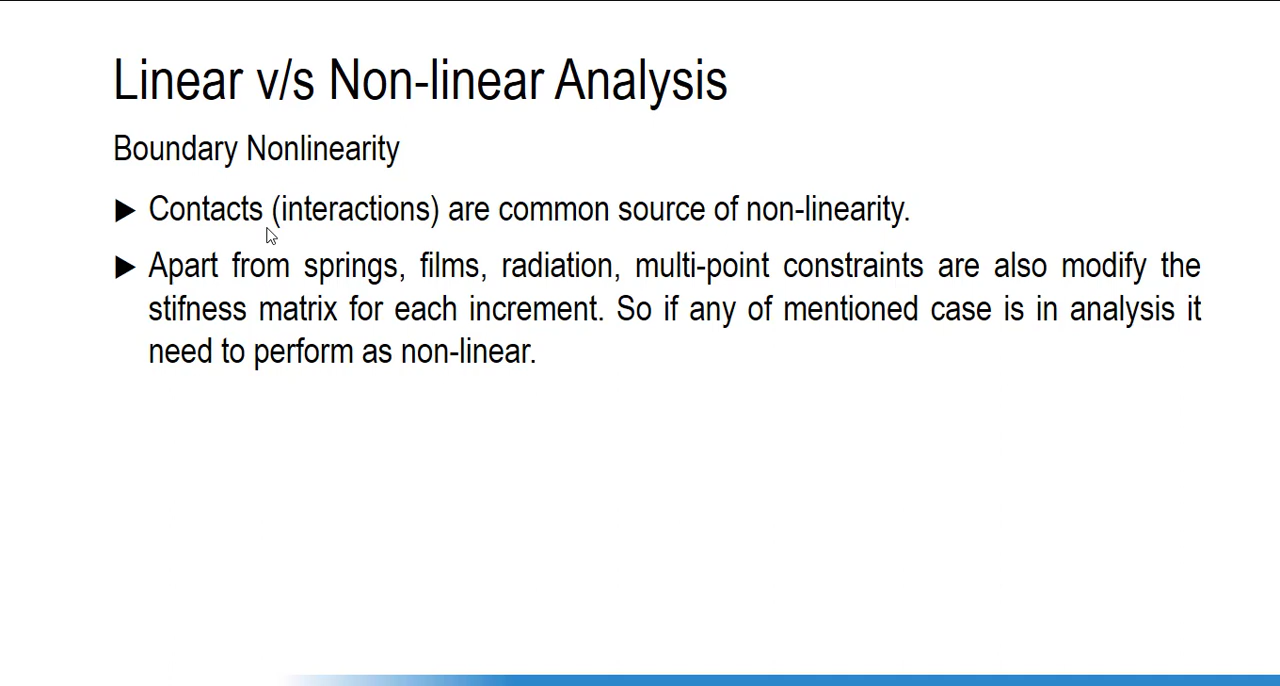 Linear v/s Non-linear Analysis
Boundary Nonlinearity
Contacts (interactions) are common source of non-linearity.
Apart from springs, films, radiation, multi-point constraints are also modify the
stifness matrix for each increment. So if any of mentioned case is in analysis it
need to perform as non-linear.